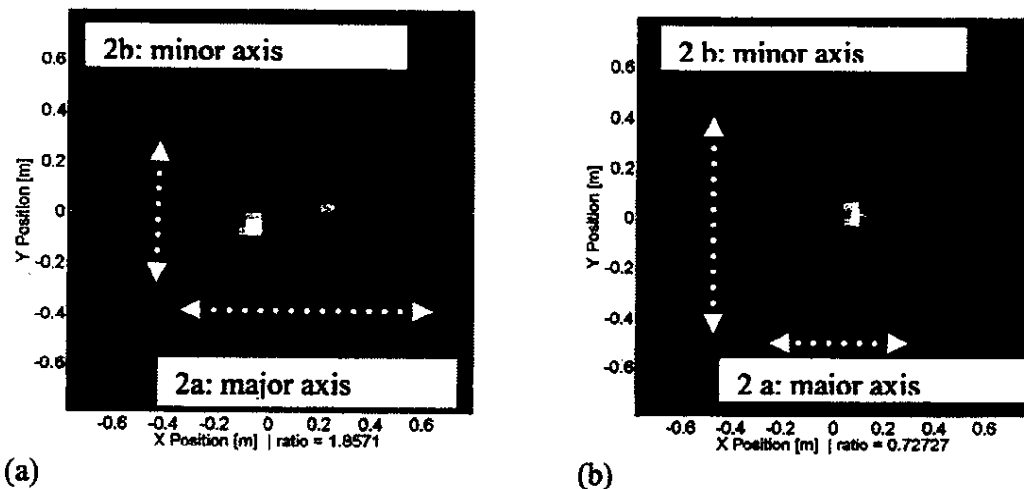 2b: minor axis
0.6
0.4
0.2
0
-0.2
-0.4
-0.6
Y Position [m]
2a: major axis
-0.6 -0.4 -0.2 0 0.2 0.4 0.6
X Position [m] | ratio = 1.8571
(a)
2 b: minor axis
0.6
0.4
0.2
0
-0.2
-0.4
-0.6
Y Position [m]
2 a: maior axis
-0.6 -0.4 -0.2 0 0.2 0.4 0.6
X Position [m] | ratio = 0.72727
(b)